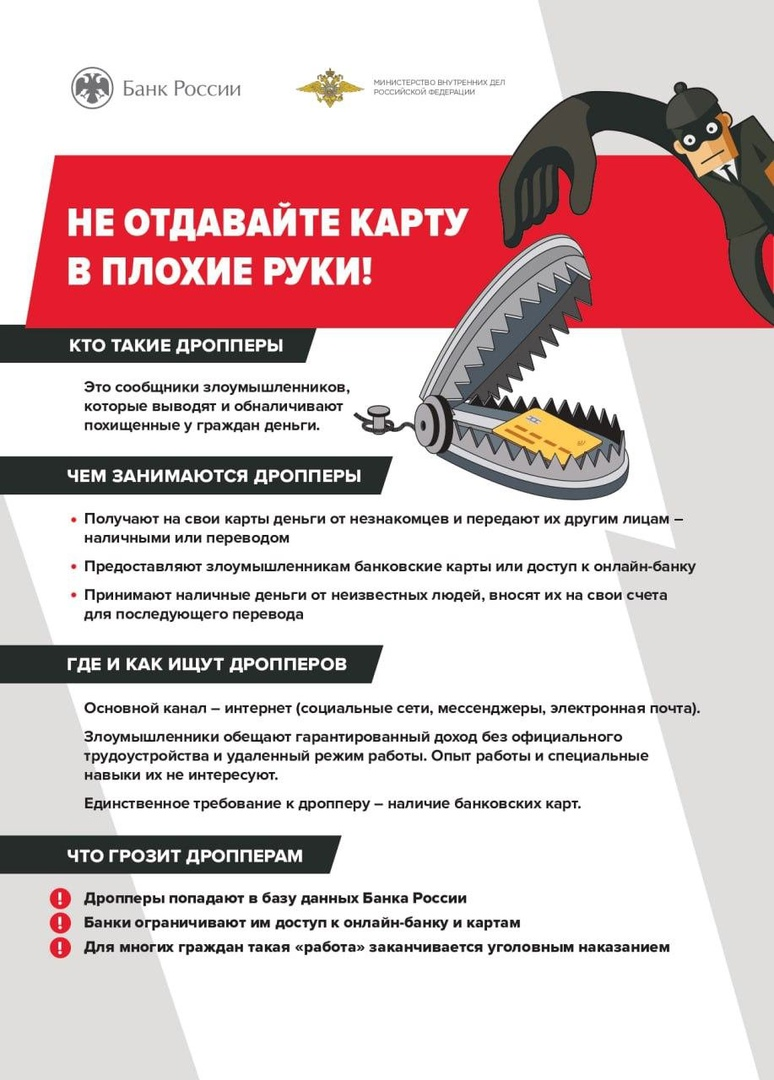 Банк России
МИНИСТЕРСТВО ВНУТРЕННИХ ДЕЛ
РОССИЙСКОЙ ФЕДЕРАЦИИ
НЕ ОТДАВАЙТЕ КАРТУ
В ПЛОХИЕ РУКИ!
КТО ТАКИЕ ДРОППЕРЫ
Это сообщники злоумышленников,
которые выводят и обналичивают
похищенные у граждан деньги.
ЧЕМ ЗАНИМАЮТСЯ ДРОППЕРЫ
• Получают на свои карты деньги от незнакомцев и передают их другим лицам –
наличными или переводом
• Предоставляют злоумышленникам банковские карты или доступ к онлайн-банку
• Принимают наличные деньги от неизвестных людей, вносят их на свои счета
для последующего перевода
ГДЕ И КАК ИЩУТ ДРОППЕРОВ
Основной канал – интернет (социальные сети, мессенджеры, электронная почта).
Злоумышленники обещают гарантированный доход без официального
трудоустройства и удаленный режим работы. Опыт работы и специальные
навыки их не интересуют.
Единственное требование к дропперу – наличие банковских карт.
ЧТО ГРОЗИТ ДРОППЕРАМ
! Дропперы попадают в базу данных Банка России
! Банки ограничивают им доступ к онлайн-банку и картам
! Для многих граждан такая «работа» заканчивается уголовным наказанием